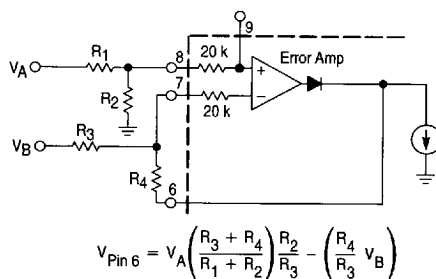 9
R1
8
20 k
Error Amp
VA
+
7
R2
−
R3
20 k
VB
R4
6
V Pin 6 = VA ( (R3 + R4) / (R1 + R2) ) R2 / R3 − ( R4 / R3 VB )